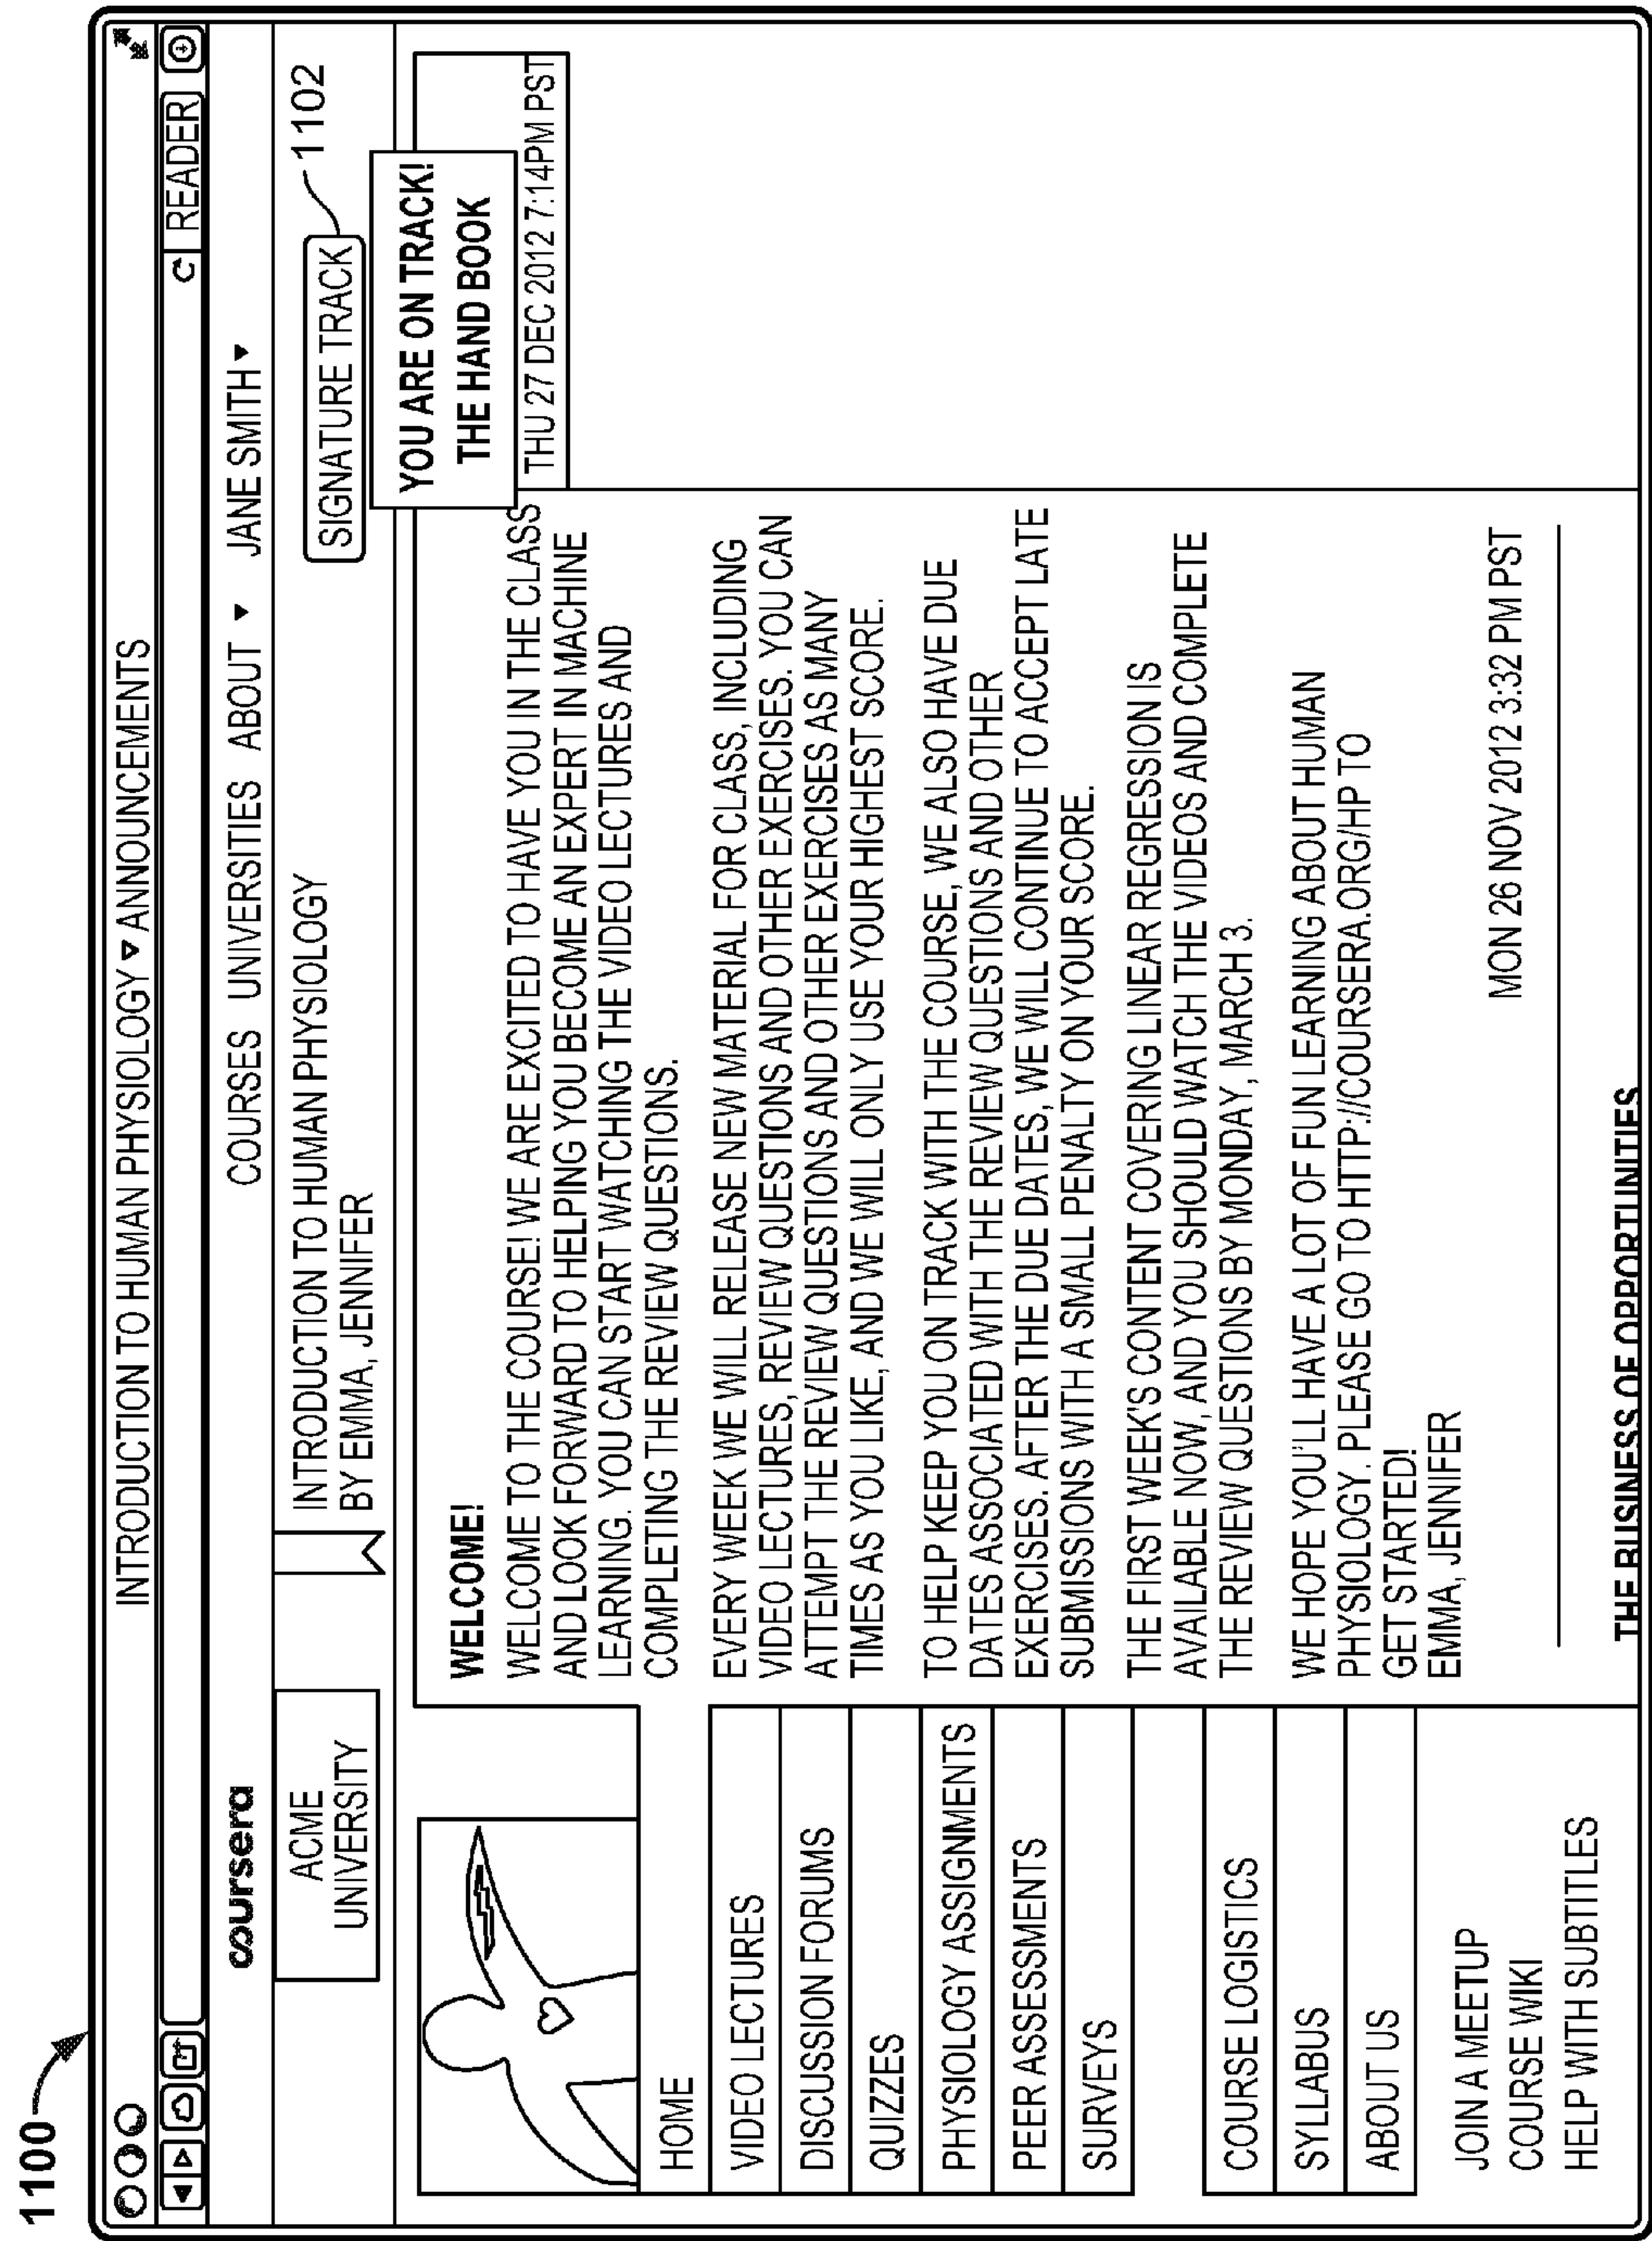 1100
INTRODUCTION TO HUMAN PHYSIOLOGY ▼ ANNOUNCEMENTS
READER
coursera
COURSES UNIVERSITIES ABOUT ▼ JANE SMITH ▼
ACME
UNIVERSITY
INTRODUCTION TO HUMAN PHYSIOLOGY
BY EMMA, JENNIFER
SIGNATURE TRACK
1102
YOU ARE ON TRACK!
THE HAND BOOK
THU 27 DEC 2012 7:14PM PST
HOME
VIDEO LECTURES
DISCUSSION FORUMS
QUIZZES
PHYSIOLOGY ASSIGNMENTS
PEER ASSESSMENTS
SURVEYS
COURSE LOGISTICS
SYLLABUS
ABOUT US
JOIN A MEETUP
COURSE WIKI
HELP WITH SUBTITLES
WELCOME!
WELCOME TO THE COURSE! WE ARE EXCITED TO HAVE YOU IN THE CLASS
AND LOOK FORWARD TO HELPING YOU BECOME AN EXPERT IN MACHINE
LEARNING. YOU CAN START WATCHING THE VIDEO LECTURES AND
COMPLETING THE REVIEW QUESTIONS.
EVERY WEEK WE WILL RELEASE NEW MATERIAL FOR CLASS, INCLUDING
VIDEO LECTURES, REVIEW QUESTIONS AND OTHER EXERCISES. YOU CAN
ATTEMPT THE REVIEW QUESTIONS AND OTHER EXERCISES AS MANY
TIMES AS YOU LIKE, AND WE WILL ONLY USE YOUR HIGHEST SCORE.
TO HELP KEEP YOU ON TRACK WITH THE COURSE, WE ALSO HAVE DUE
DATES ASSOCIATED WITH THE REVIEW QUESTIONS AND OTHER
EXERCISES. AFTER THE DUE DATES, WE WILL CONTINUE TO ACCEPT LATE
SUBMISSIONS WITH A SMALL PENALTY ON YOUR SCORE.
THE FIRST WEEK'S CONTENT COVERING LINEAR REGRESSION IS
AVAILABLE NOW, AND YOU SHOULD WATCH THE VIDEOS AND COMPLETE
THE REVIEW QUESTIONS BY MONDAY, MARCH 3.
WE HOPE YOU'LL HAVE A LOT OF FUN LEARNING ABOUT HUMAN
PHYSIOLOGY. PLEASE GO TO HTTP://COURSERA.ORG/HP TO
GET STARTED!
EMMA, JENNIFER
MON 26 NOV 2012 3:32 PM PST
THE BUSINESS OF OPPORTUNITIES